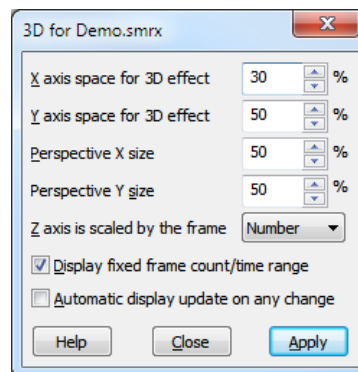 3D for Demo.smrx
X axis space for 3D effect 30 %
Y axis space for 3D effect 50 %
Perspective X size 50 %
Perspective Y size 50 %
Z axis is scaled by the frame Number
Display fixed frame count/time range
Automatic display update on any change
Help Close Apply